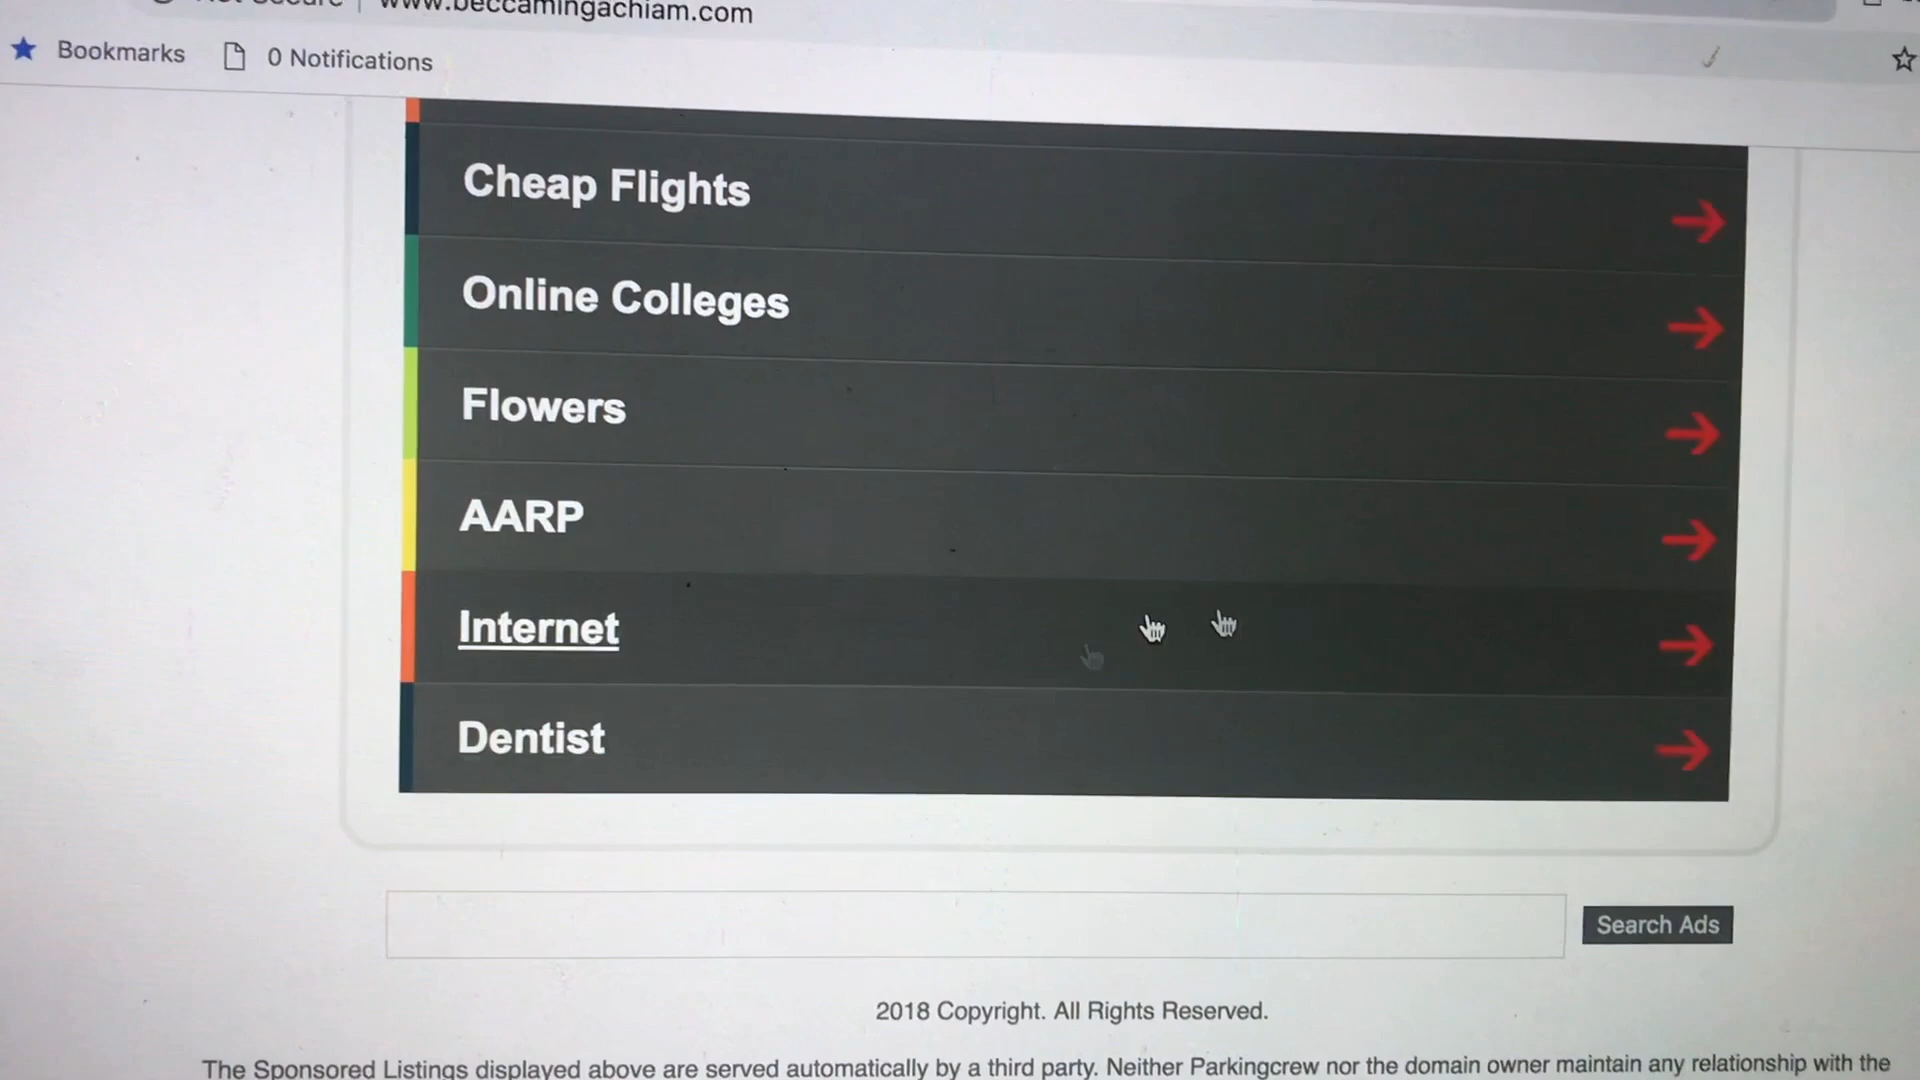 Not Secure | www.beccamingachiam.com
Bookmarks 0 Notifications
Cheap Flights
Online Colleges
Flowers
AARP
Internet
Dentist
Search Ads
2018 Copyright. All Rights Reserved.
The Sponsored Listings displayed above are served automatically by a third party. Neither Parkingcrew nor the domain owner maintain any relationship with the